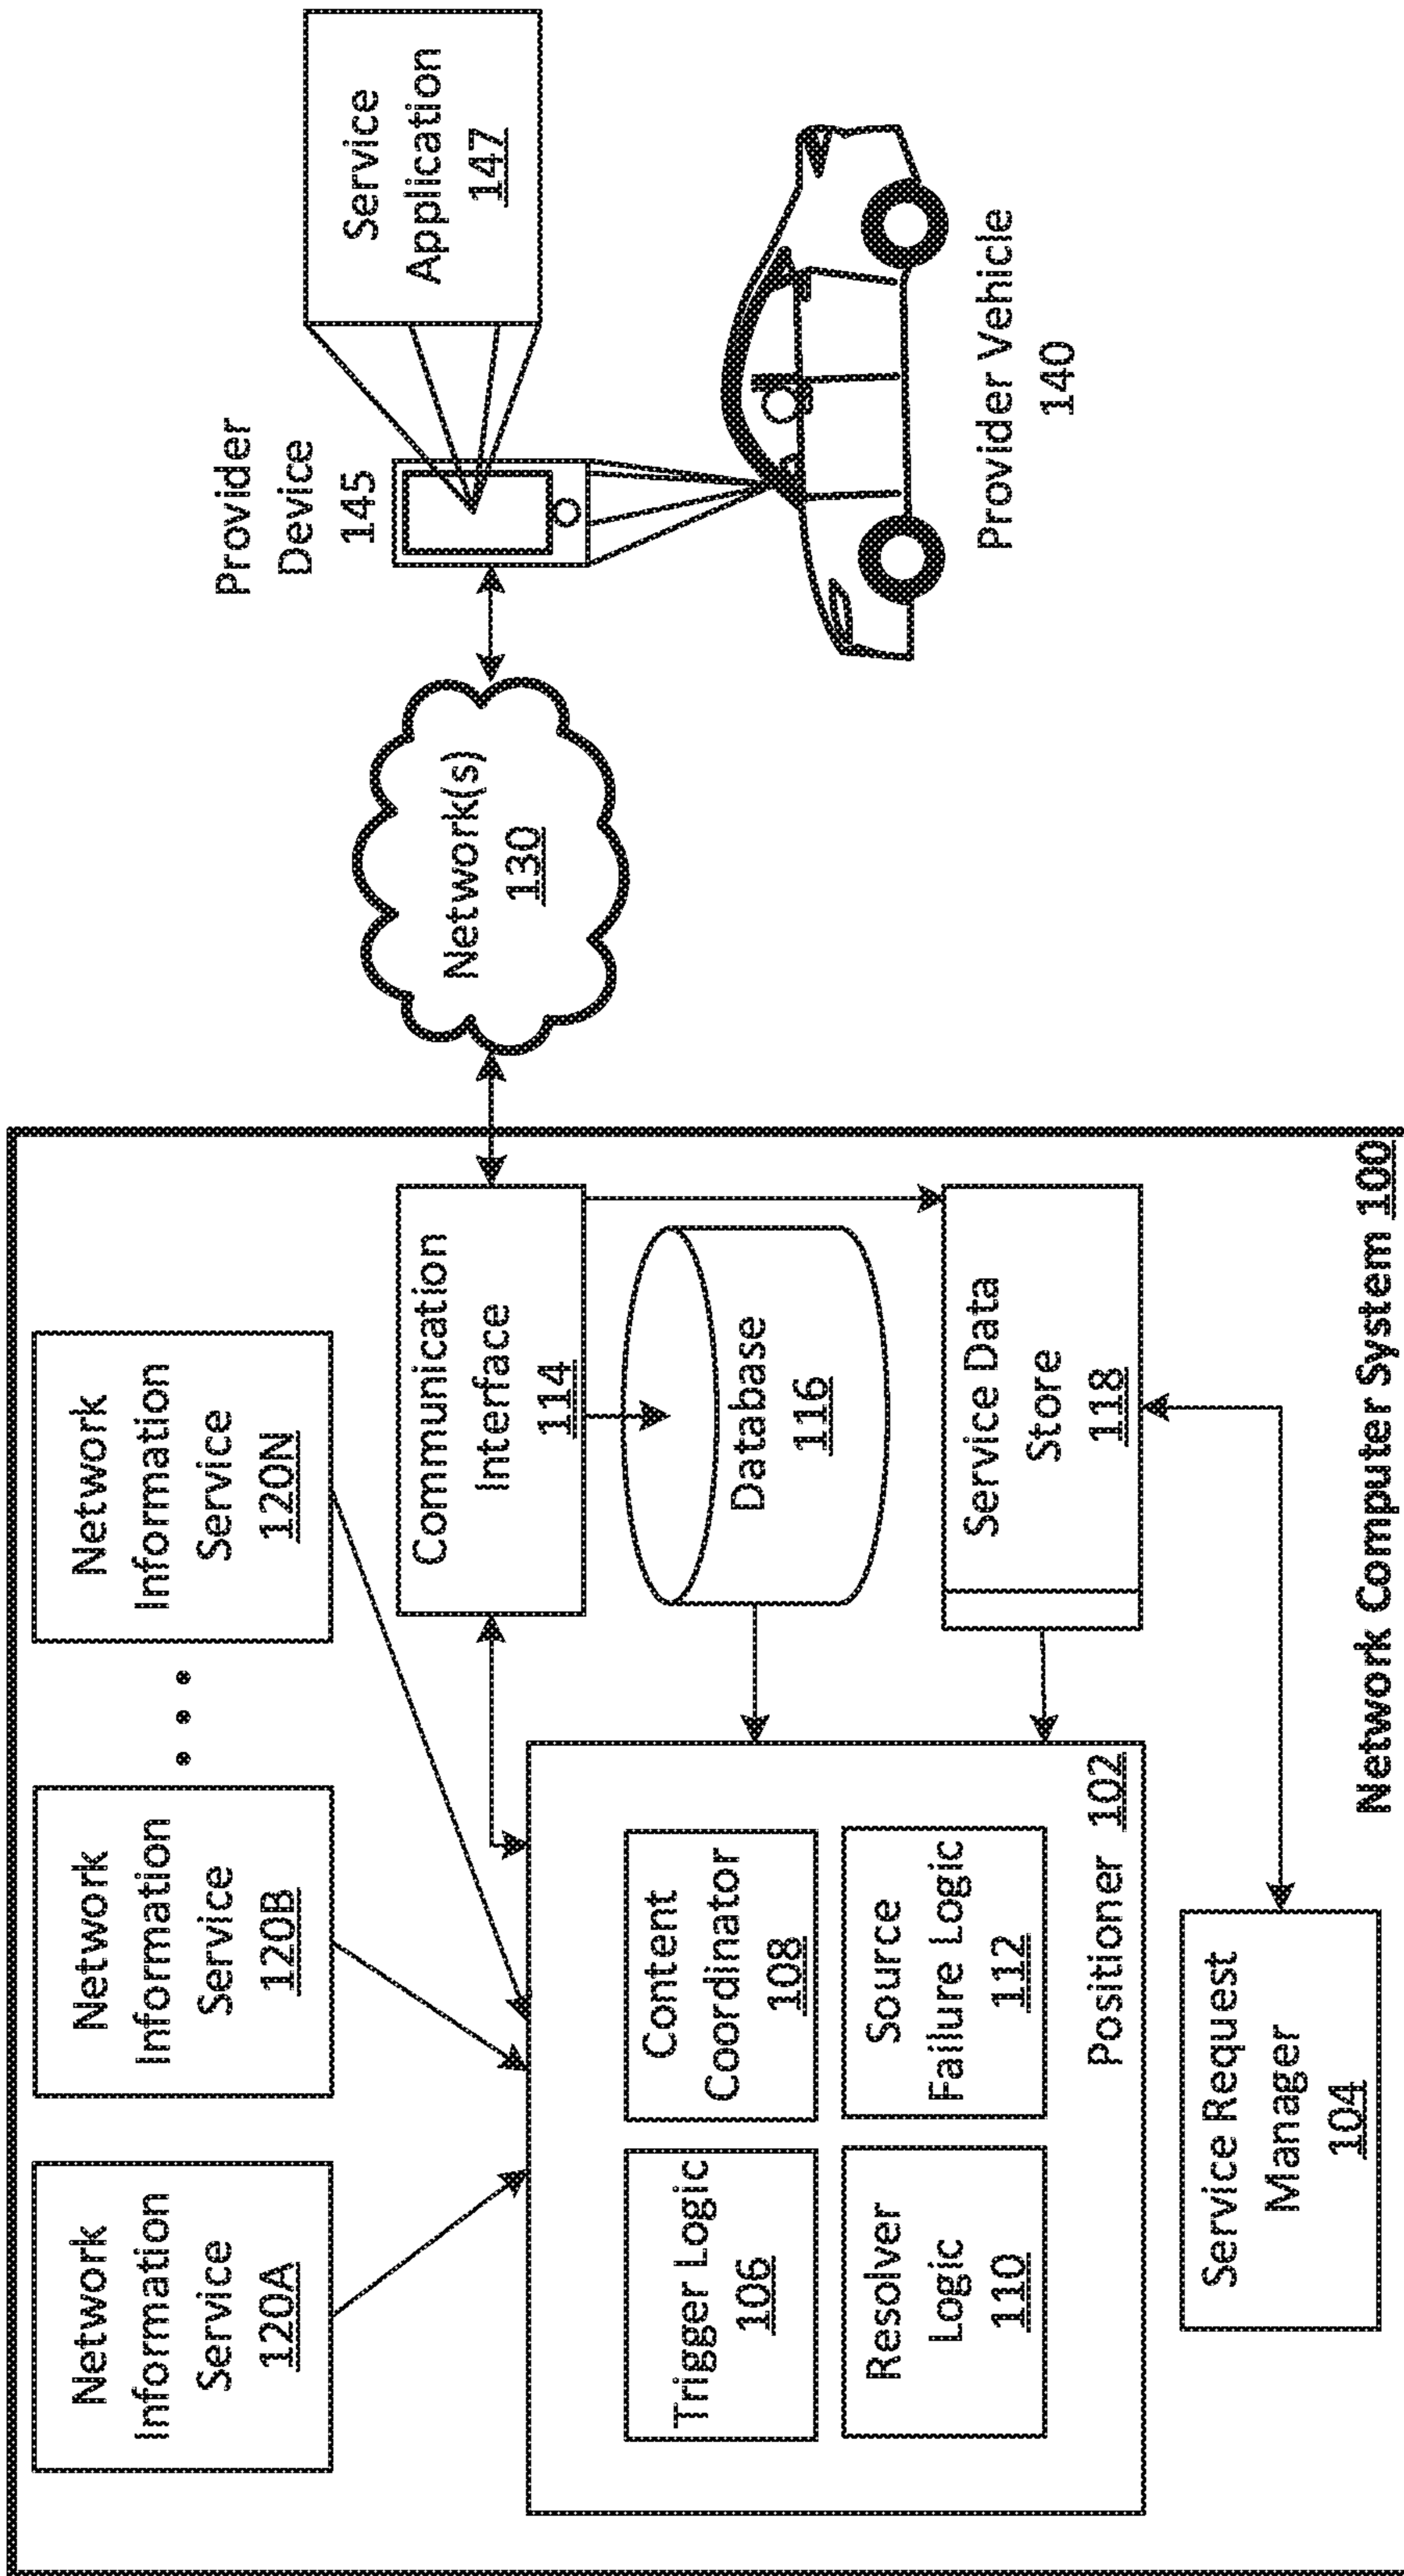 Network
Information
Service
120A
Network
Information
Service
120B
Network
Information
Service
120N
Trigger Logic
106
Content
Coordinator
108
Resolver
Logic
110
Source
Failure Logic
112
Positioner 102
Service Request
Manager
104
Communication
Interface
114
Database
116
Service Data
Store
118
Network Computer System 100
Network(s)
130
Provider
Device
145
Service
Application
147
Provider Vehicle
140